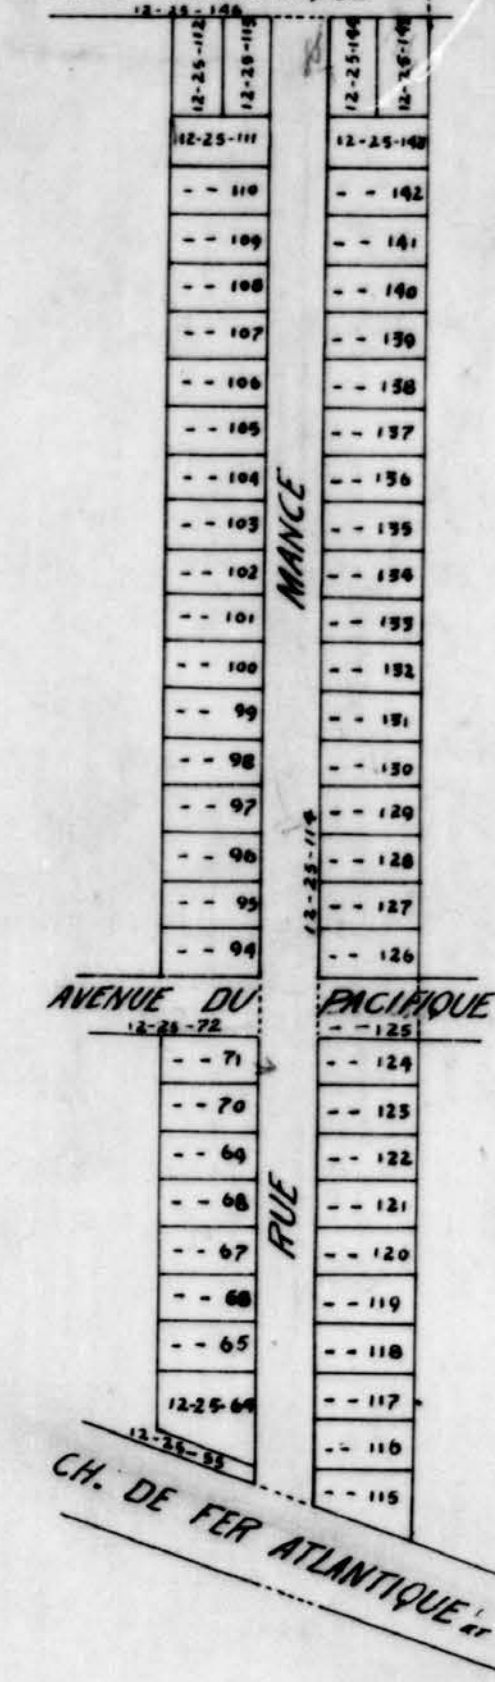 12-25-146
12-25-112
12-25-113
12-25-144
12-25-111
12-25-143
- - 110
- - 142
- - 109
- - 141
- - 108
- - 140
- - 107
- - 139
- - 106
- - 138
- - 105
- - 137
- - 104
- - 136
- - 103
- - 135
- - 102
- - 134
- - 101
- - 133
- - 100
- - 132
- - 99
- - 131
- - 98
- - 130
- - 97
- - 129
- - 96
- - 128
- - 95
- - 127
- - 94
- - 126
RUE MANCE
12-25-114
AVENUE DU PACIFIQUE
12-25-72
- - 125
- - 71
- - 124
- - 70
- - 123
- - 69
- - 122
- - 68
- - 121
- - 67
- - 120
- - 66
- - 119
- - 65
- - 118
12-25-64
- - 117
- - 116
12-25-55
- - 115
CH. DE FER ATLANTIQUE